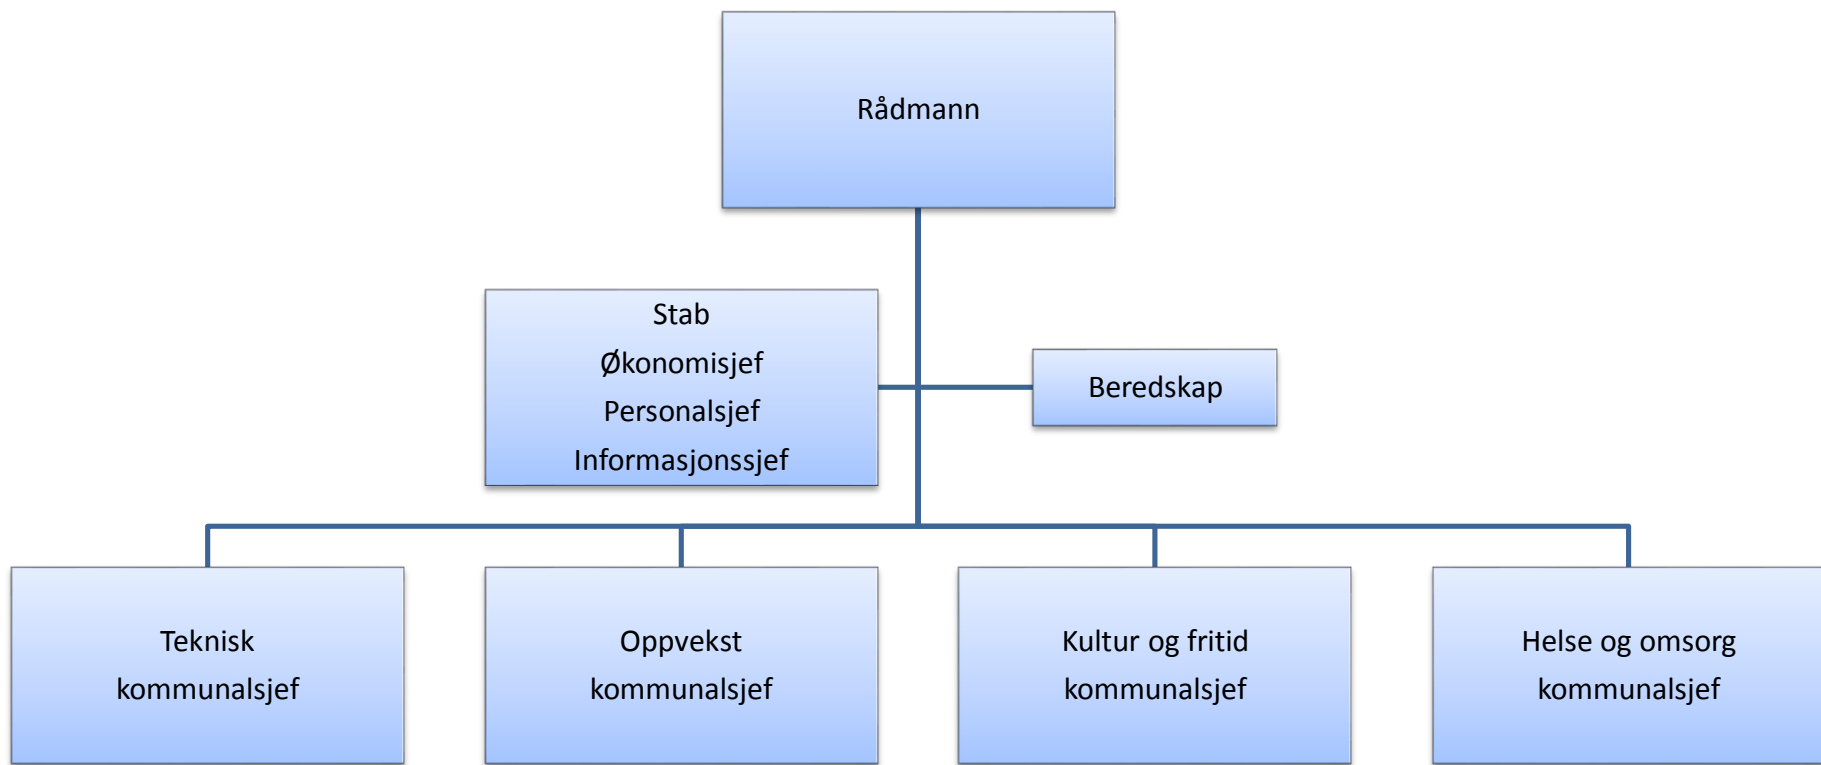 Rådmann
Stab
Økonomisjef
Personalsjef
Informasjonssjef
Beredskap
Teknisk
kommunalsjef
Oppvekst
kommunalsjef
Kultur og fritid
kommunalsjef
Helse og omsorg
kommunalsjef